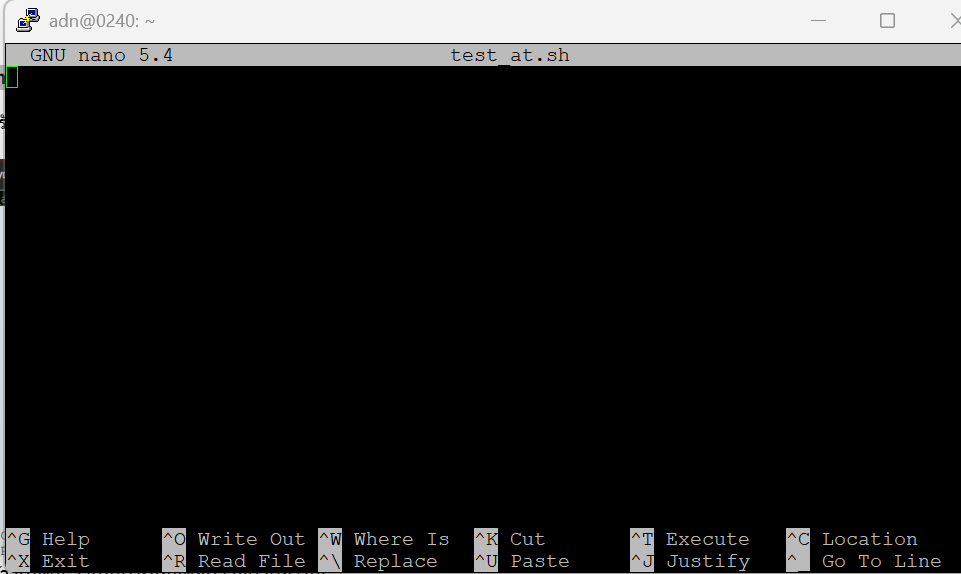 adn@0240: ~
GNU nano 5.4 test_at.sh
^G Help ^O Write Out ^W Where Is ^K Cut ^T Execute ^C Location
^X Exit ^R Read File ^\ Replace ^U Paste ^J Justify ^_ Go To Line